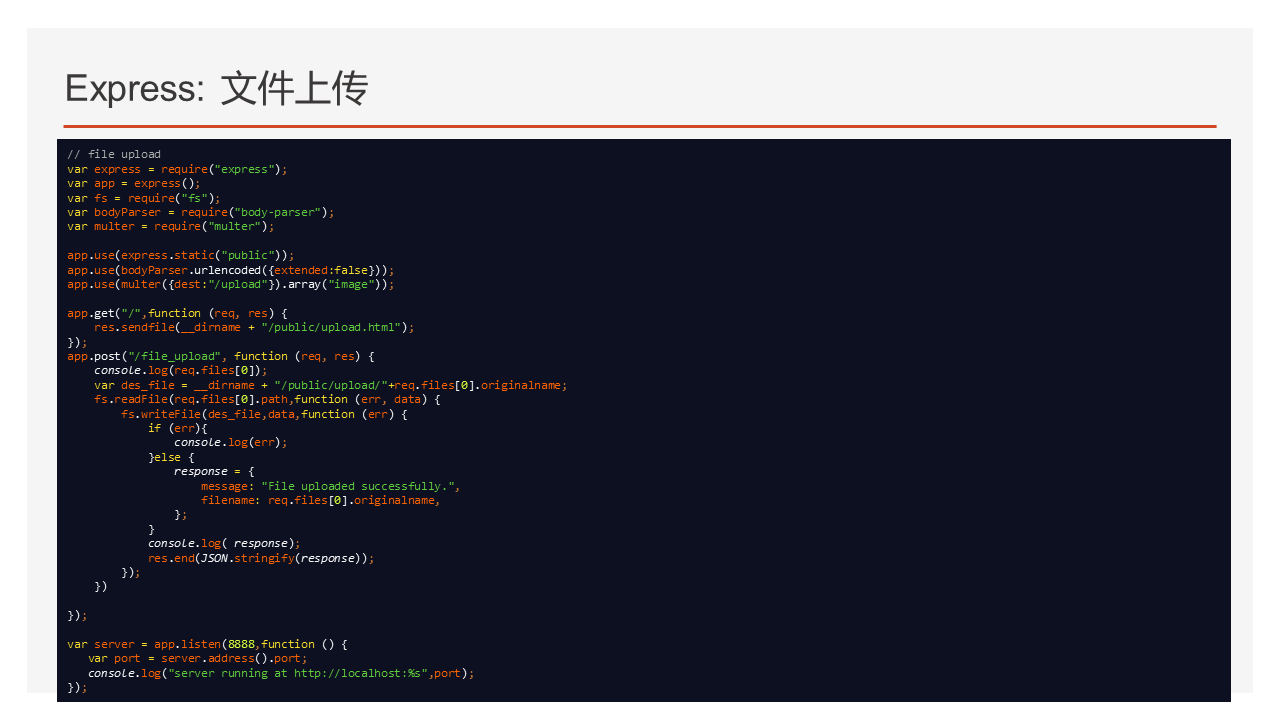 Express: 文件上传
// file upload
var express = require("express");
var app = express();
var fs = require("fs");
var bodyParser = require("body-parser");
var multer = require("multer");

app.use(express.static("public"));
app.use(bodyParser.urlencoded({extended:false}));
app.use(multer({dest:"/upload"}).array("image"));

app.get("/",function (req, res) {
    res.sendfile(__dirname + "/public/upload.html");
});
app.post("/file_upload", function (req, res) {
    console.log(req.files[0]);
    var des_file = __dirname + "/public/upload/"+req.files[0].originalname;
    fs.readFile(req.files[0].path,function (err, data) {
        fs.writeFile(des_file,data,function (err) {
            if (err){
                console.log(err);
            }else {
                response = {
                    message: "File uploaded successfully.",
                    filename: req.files[0].originalname,
                };
            }
            console.log( response);
            res.end(JSON.stringify(response));
        });
    })

});

var server = app.listen(8888,function () {
   var port = server.address().port;
   console.log("server running at http://localhost:%s",port);
});